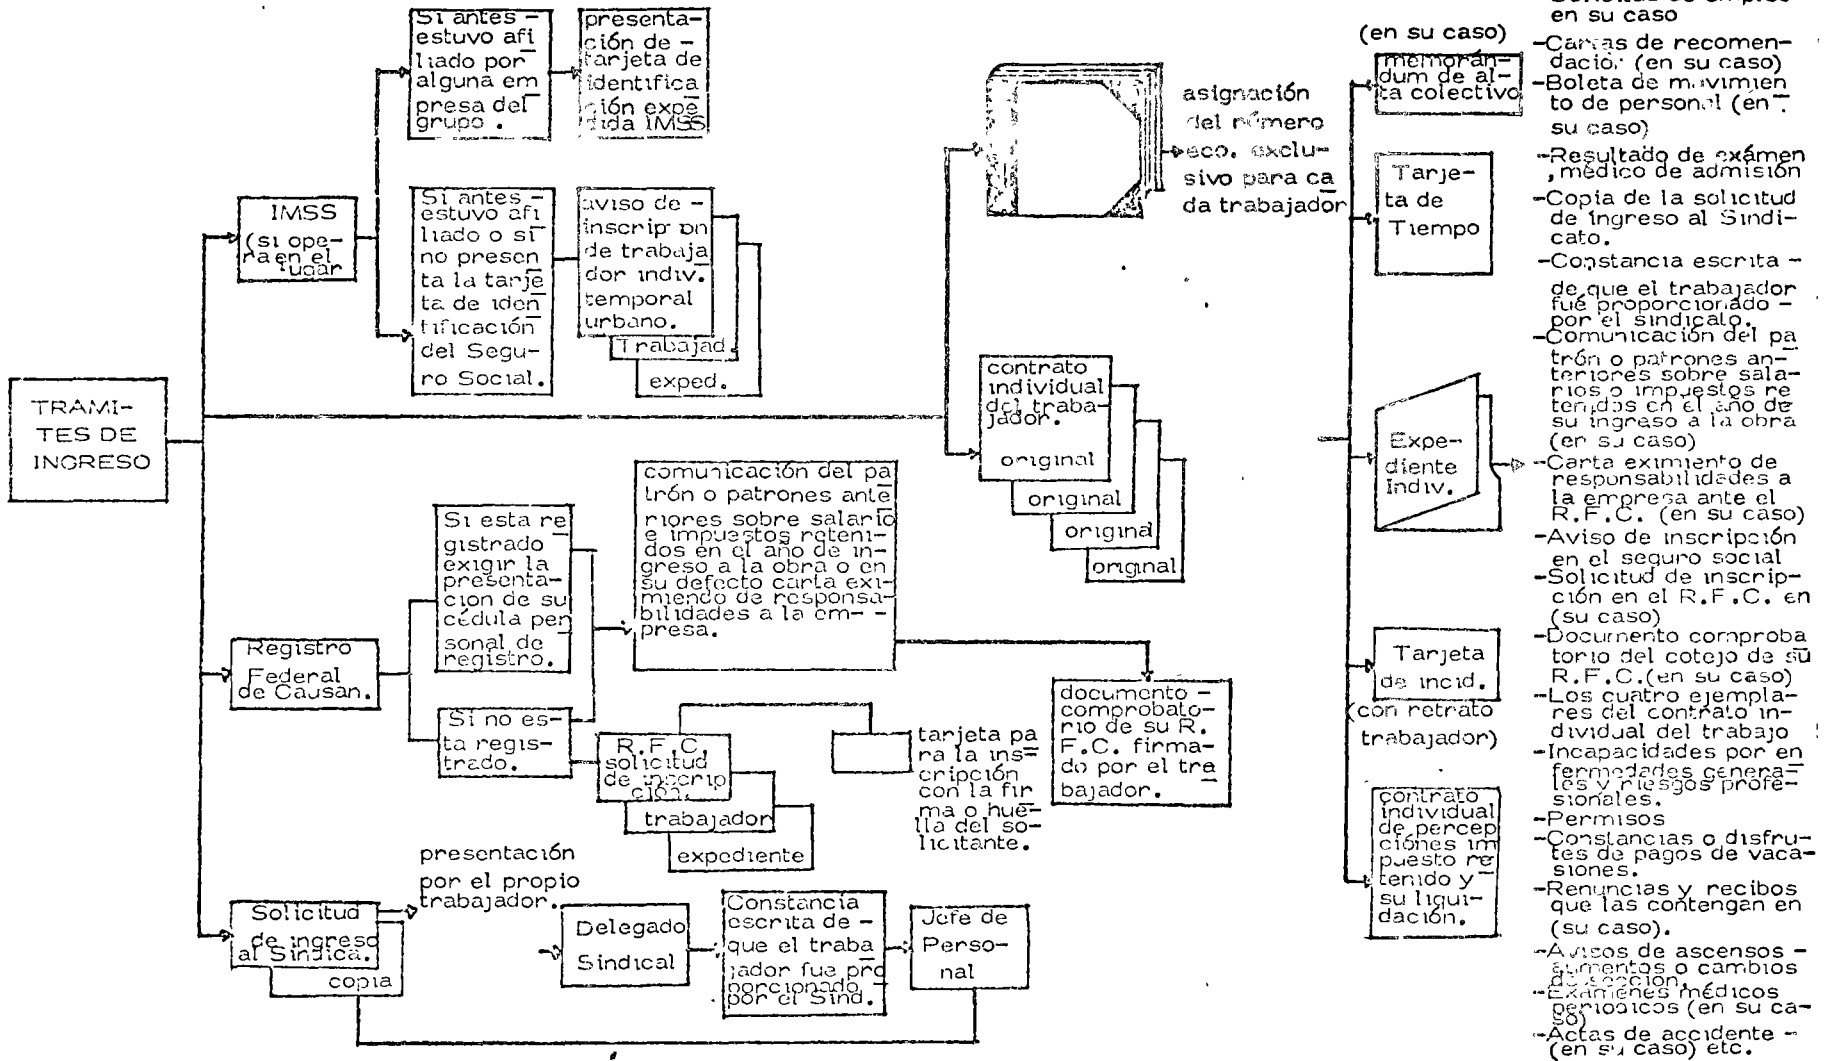 TRAMI-
TES DE
INGRESO
IMSS
(si ope-
ra en el
lugar
Si antes -
estuvo afi
liado por
alguna em
presa del
grupo.
presenta-
ción de -
tarjeta de
identifica
ción expe
dida IMSS
Si antes -
estuvo afi
liado o si
no presen
ta la tarje
ta de iden
tificación
del Segu-
ro Social.
aviso de -
inscrip on
de trabaja
dor indiv.
temporal
urbano.
Trabajad.
exped.
Registro
Federal
de Causan.
Si esta re
gistrado
exigir la
presenta-
cion de su
cédula per
sonal de
registro.
Si no es-
ta regis-
trado.
comunicación del pa
trón o patrones ante
riores sobre salario
e impuestos reteni-
dos en el año de in-
greso a la obra o en
su defecto carta exi-
miendo de responsa-
bilidades a la em- -
presa.
R.F.C.
solicitud
de inscrip
ción.
trabajador
expediente
tarjeta pa
ra la ins-
cripción
con la fir
ma o hue-
lla del so-
licitante.
documento -
comprobato-
rio de su R.
F.C. firma-
do por el tra
bajador.
Solicitud
de ingreso
al Sindica.
copia
presentación
por el propio
trabajador.
Delegado
Sindical
Constancia
escrita de -
que el traba
jador fue pro
porcionado -
por el Sind.
Jefe de
Perso-
nal
asignación
del número
eco. exclu-
sivo para ca
da trabajador
contrato
individual
del traba-
jador.
original
original
original
original
(en su caso)
memorán-
dum de al-
ta colectivo
Tarje-
ta de
Tiempo
Expe-
diente
Indiv.
Tarjeta
de incid.
(con retrato
trabajador)
contrato
individual
de percep
ciónes im
puesto re
tenido y
su liqui-
dación.
en su caso
-Cartas de recomen-
dación (en su caso)
-Boleta de movimien
to de personal (en
su caso)
-Resultado de exámen
médico de admisión
-Copia de la solicitud
de ingreso al Sindi-
cato.
-Constancia escrita -
de que el trabajador
fué proporcionado -
por el sindicato.
-Comunicación del pa
trón o patrones an-
teriores sobre sala-
rios o impuestos re
tenidos en el año de
su ingreso a la obra
(en su caso)
-Carta eximiento de
responsabilidades a
la empresa ante el
R.F.C. (en su caso)
-Aviso de inscripción
en el seguro social
-Solicitud de inscrip-
ción en el R.F.C. en
(su caso)
-Documento comproba
torio del cotejo de su
R.F.C.(en su caso)
-Los cuatro ejempla-
res del contrato in-
dividual del trabajo
-Incapacidades por en
fermedades genera-
les y riesgos profe-
sionales.
-Permisos
-Constancias o disfru-
tes de pagos de vaca-
siones.
-Renuncias y recibos
que las contengan en
(su caso).
-Avisos de ascensos -
aumentos o cambios
de sección.
-Exámenes médicos
periodicos (en su ca-
so)
-Actas de accidente -
(en su caso) etc.